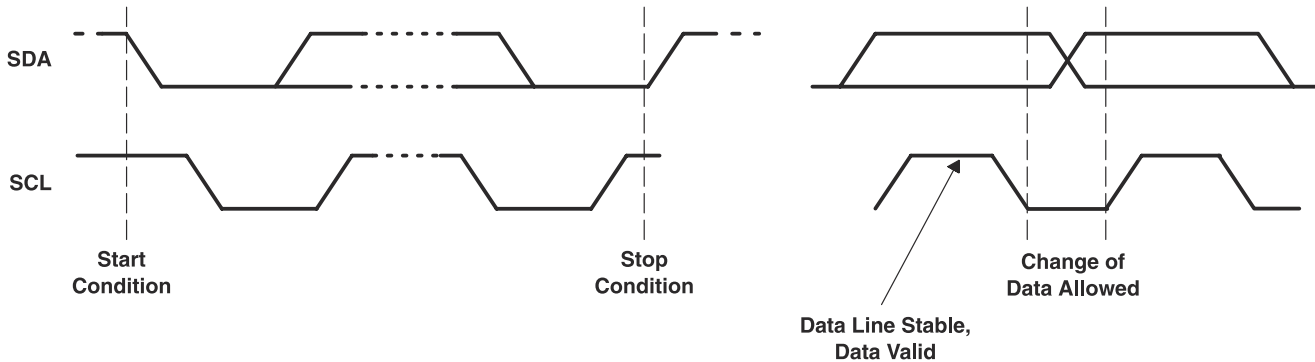 SDA
SCL
Start
Condition
Stop
Condition
Change of
Data Allowed
Data Line Stable,
Data Valid